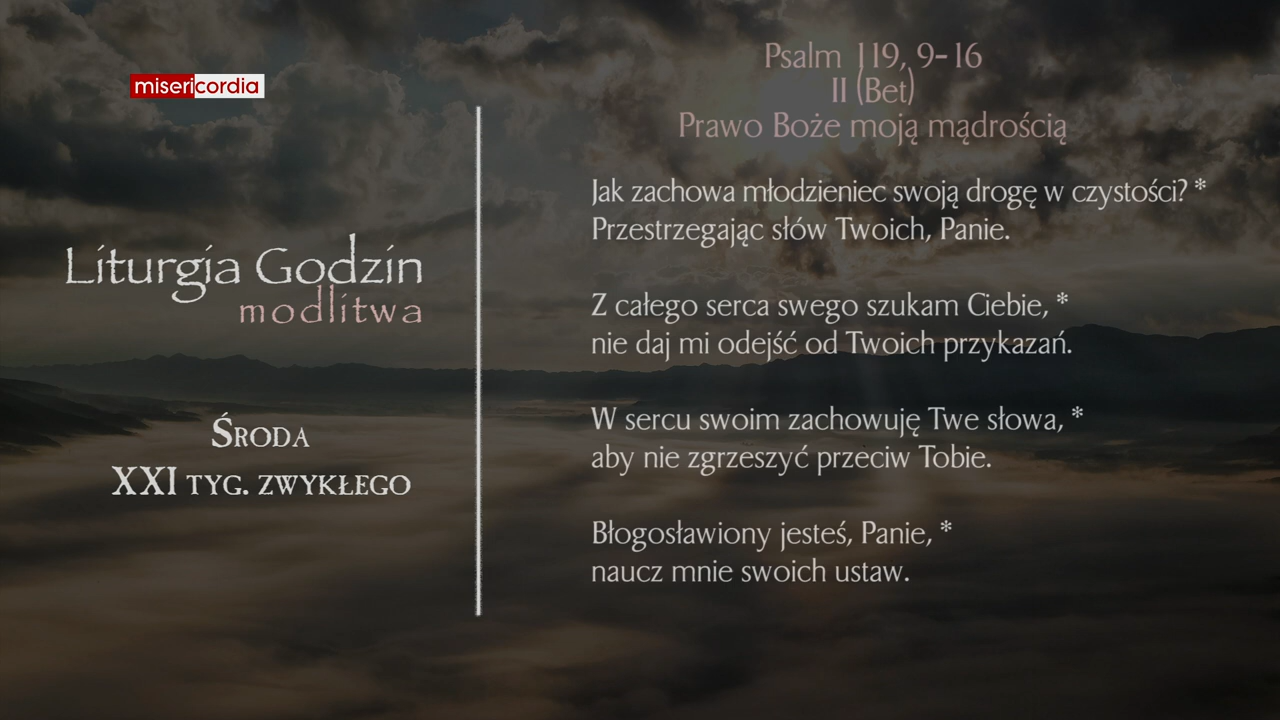 misericordia
Liturgia Godzin
modlitwa
Środa
XXI tyg. zwykłego
Psalm 119, 9-16
II (Bet)
Prawo Boże moją mądrością
Jak zachowa młodzieniec swoją drogę w czystości? *
Przestrzegając słów Twoich, Panie.
Z całego serca swego szukam Ciebie, *
nie daj mi odejść od Twoich przykazań.
W sercu swoim zachowuję Twe słowa, *
aby nie zgrzeszyć przeciw Tobie.
Błogosławiony jesteś, Panie, *
naucz mnie swoich ustaw.